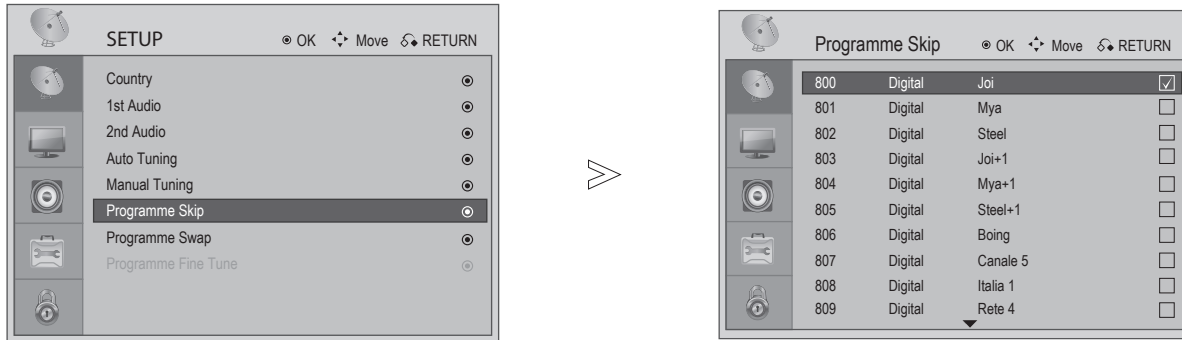 SETUP OK Move RETURN
Country
1st Audio
2nd Audio
Auto Tuning
Manual Tuning
Programme Skip
Programme Swap
Programme Fine Tune
Programme Skip OK Move RETURN
800 Digital Joi
801 Digital Mya
802 Digital Steel
803 Digital Joi+1
804 Digital Mya+1
805 Digital Steel+1
806 Digital Boing
807 Digital Canale 5
808 Digital Italia 1
809 Digital Rete 4